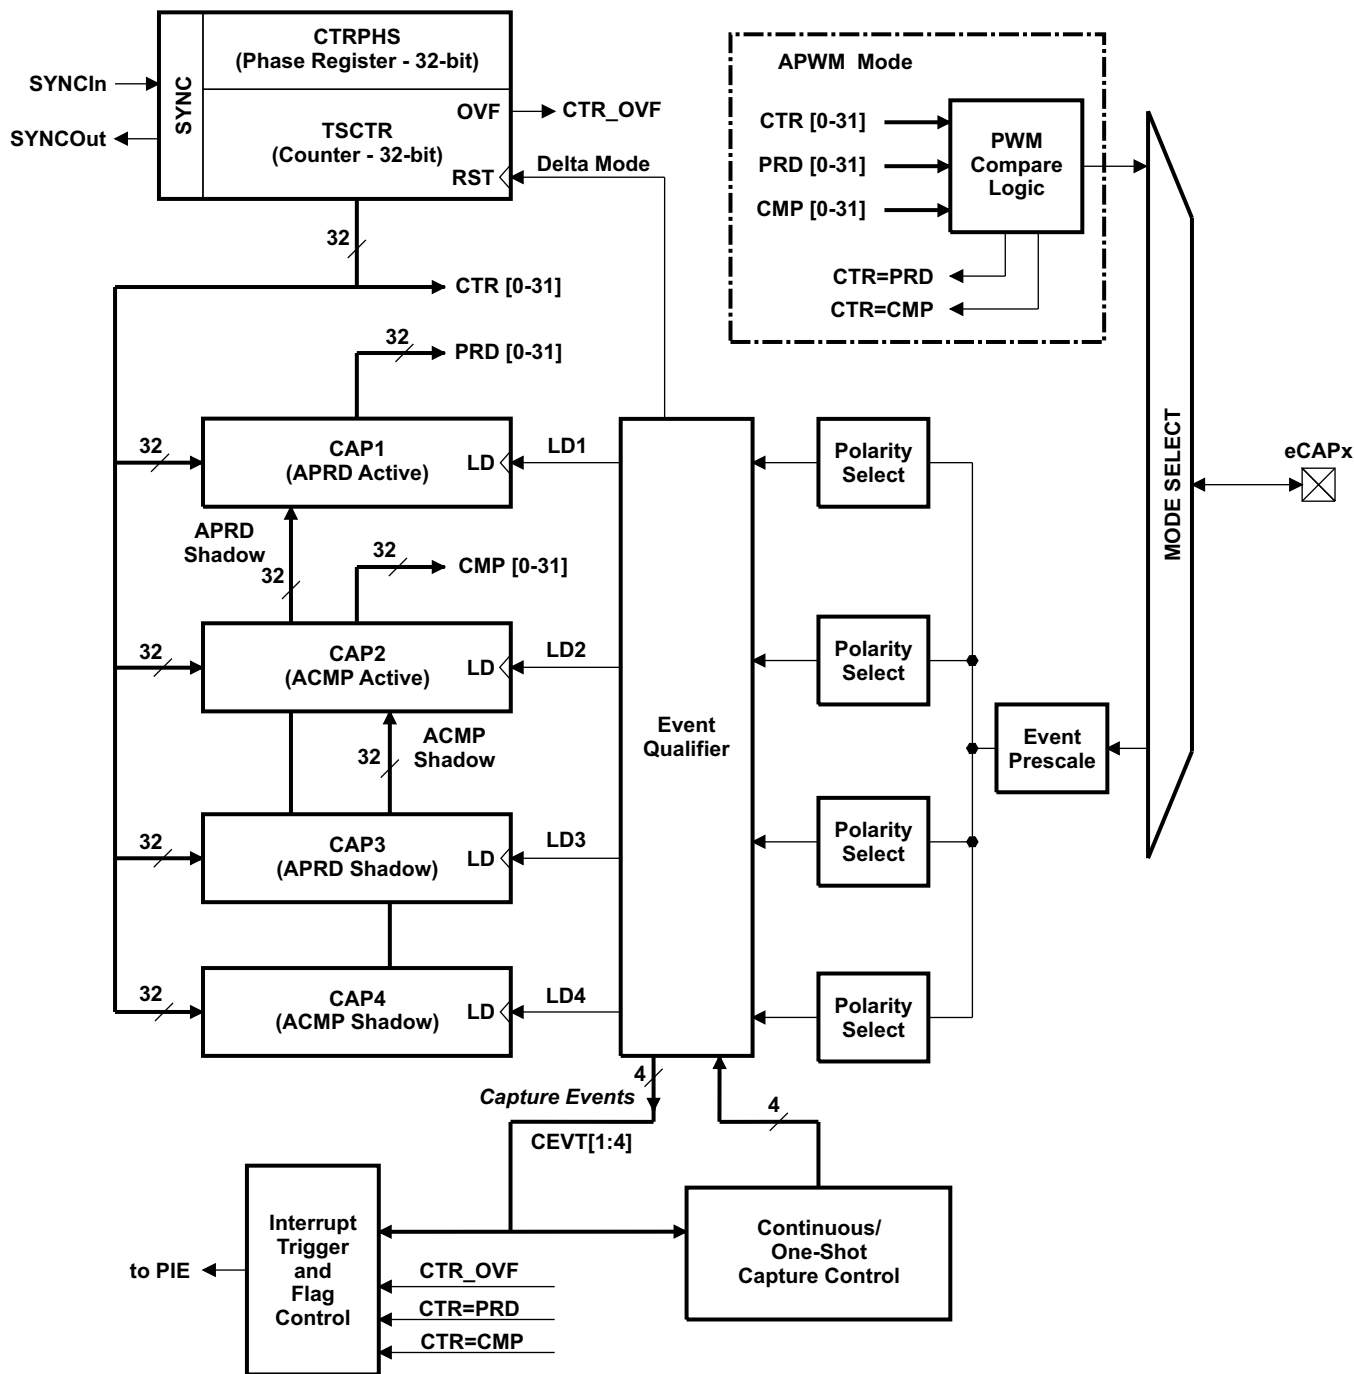 CTRPHS
(Phase Register - 32-bit)
SYNC
SYNCIn
SYNCOut
OVF
CTR_OVF
TSCTR
(Counter - 32-bit)
RST
Delta Mode
APWM Mode
CTR [0-31]
PRD [0-31]
CMP [0-31]
PWM
Compare
Logic
CTR=PRD
CTR=CMP
32
CTR [0-31]
32
PRD [0-31]
32
CAP1
(APRD Active)
LD
LD1
Polarity
Select
MODE SELECT
eCAPx
APRD
Shadow
32
32
CMP [0-31]
32
CAP2
(ACMP Active)
LD
LD2
Polarity
Select
Event
Qualifier
ACMP
Shadow
32
Event
Prescale
32
CAP3
(APRD Shadow)
LD
LD3
Polarity
Select
32
CAP4
(ACMP Shadow)
LD
LD4
Polarity
Select
4
Capture Events
CEVT[1:4]
4
Interrupt
Trigger
and
Flag
Control
to PIE
CTR_OVF
CTR=PRD
CTR=CMP
Continuous/
One-Shot
Capture Control